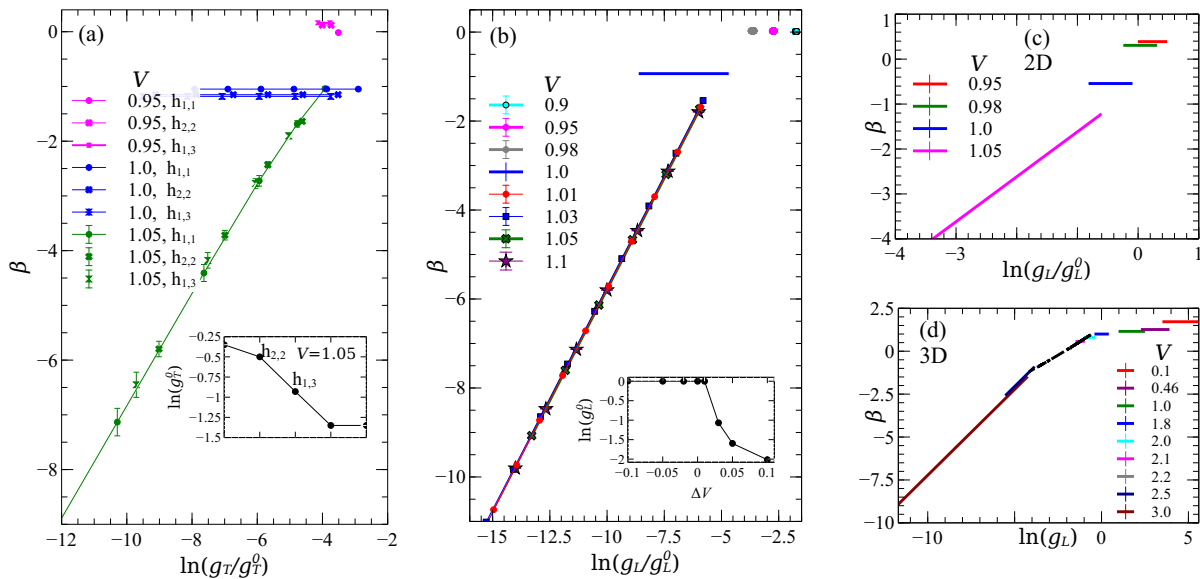 (a)
β
0
−2
−4
−6
−8
V
0.95, h1,1
0.95, h2,2
0.95, h1,3
1.0, h1,1
1.0, h2,2
1.0, h1,3
1.05, h1,1
1.05, h2,2
1.05, h1,3
−12 −10 −8 −6 −4 −2
ln(gT/gT0)
ln(gT0)
−0.25
−0.5
−0.75
−1
−1.25
−1.5
h2,2 V=1.05
h1,3
(b)
β
0
−2
−4
−6
−8
−10
V
0.9
0.95
0.98
1.0
1.01
1.03
1.05
1.1
−15 −12.5 −10 −7.5 −5 −2.5
ln(gL/gL0)
ln(gL0)
0
−0.5
−1
−1.5
−2
−0.1 −0.05 0 0.05 0.1
ΔV
(c)
2D
β
1
0
−1
−2
−3
−4
V
0.95
0.98
1.0
1.05
−4 −3 −2 −1 0 1
ln(gL/gL0)
(d)
3D
β
2.5
0
−2.5
−5
−7.5
−10
V
0.1
0.46
1.0
1.8
2.0
2.1
2.2
2.5
3.0
−10 −5 0 5
ln(gL)